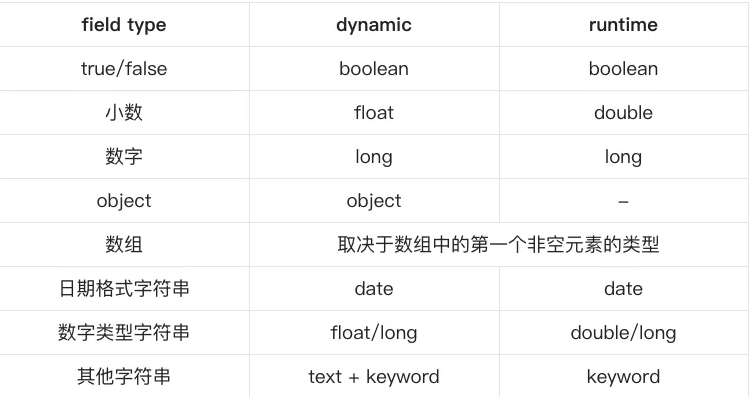 field type dynamic runtime
true/false boolean boolean
小数 float double
数字 long long
object object –
数组 取决于数组中的第一个非空元素的类型
日期格式字符串 date date
数字类型字符串 float/long double/long
其他字符串 text + keyword keyword